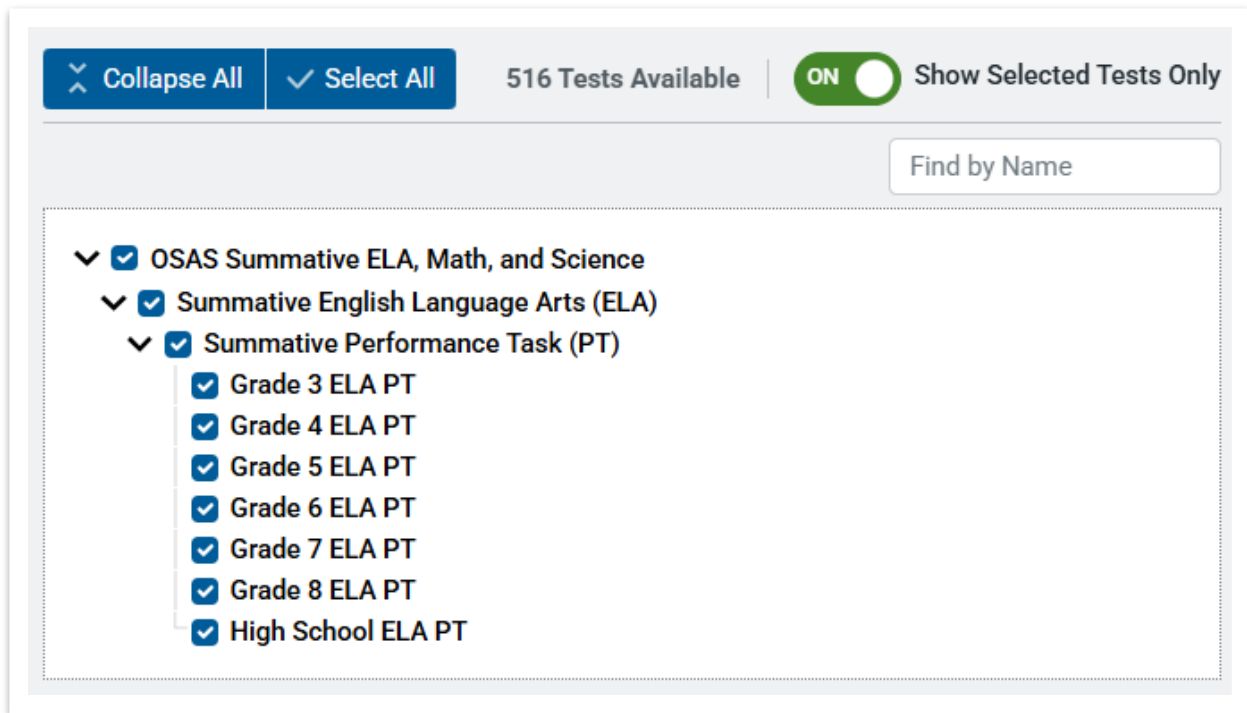 Collapse All Select All 516 Tests Available ON Show Selected Tests Only
Find by Name
OSAS Summative ELA, Math, and Science
Summative English Language Arts (ELA)
Summative Performance Task (PT)
Grade 3 ELA PT
Grade 4 ELA PT
Grade 5 ELA PT
Grade 6 ELA PT
Grade 7 ELA PT
Grade 8 ELA PT
High School ELA PT